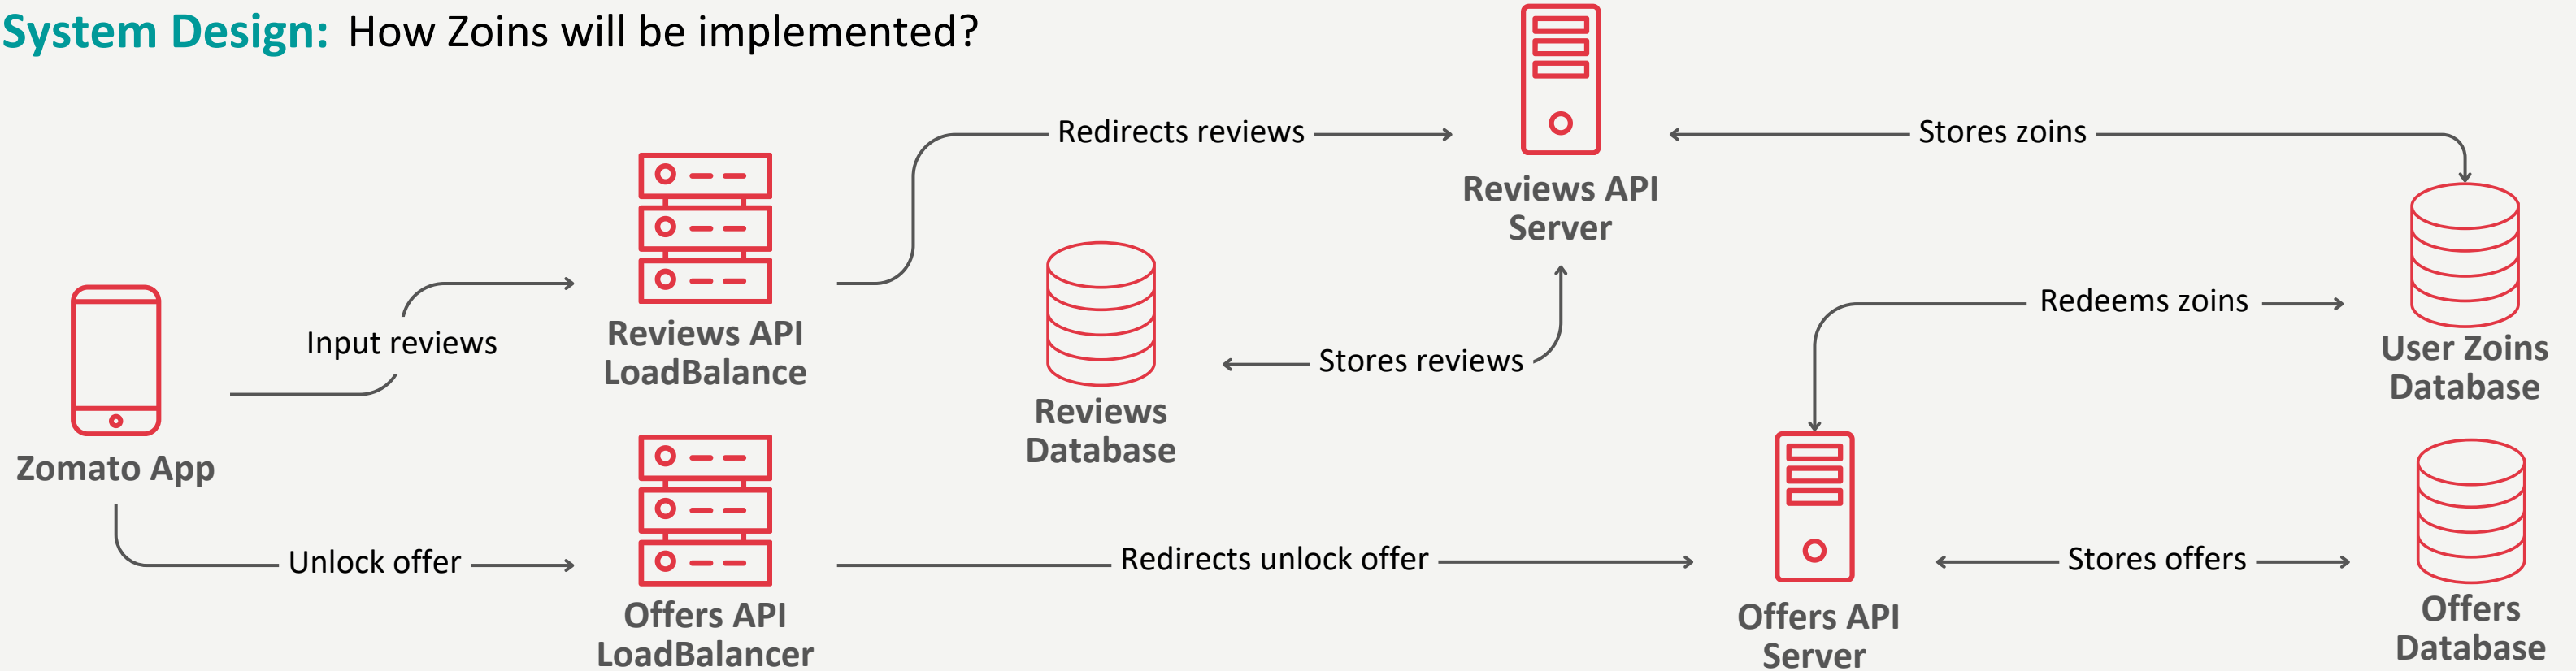 System Design: How Zoins will be implemented?
Redirects reviews
Stores zoins
Reviews API
Server
Input reviews
Reviews API
LoadBalance
Redeems zoins
Stores reviews
User Zoins
Database
Reviews
Database
Zomato App
Unlock offer
Redirects unlock offer
Stores offers
Offers API
LoadBalancer
Offers API
Server
Offers
Database